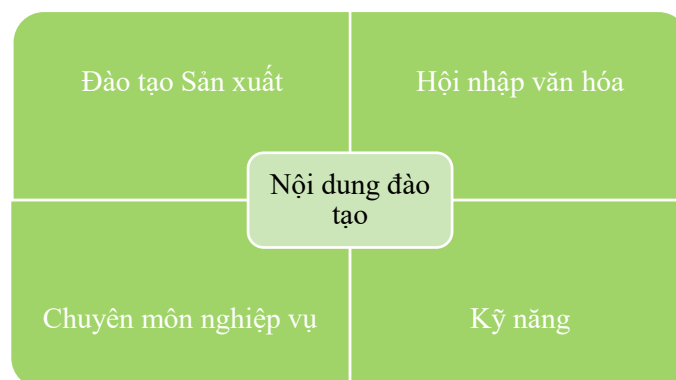 Đào tạo Sản xuất
Hội nhập văn hóa
Nội dung đào
tạo
Chuyên môn nghiệp vụ
Kỹ năng